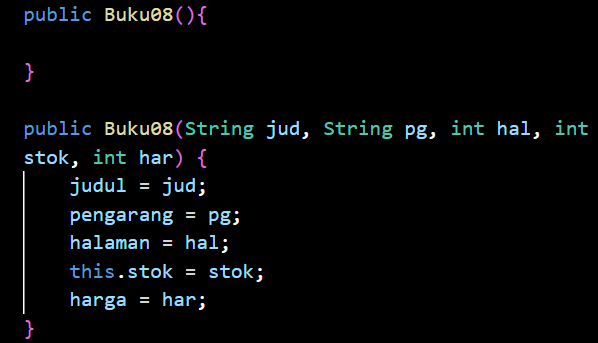 public Buku08(){
}
public Buku08(String jud, String pg, int hal, int
stok, int har) {
judul = jud;
pengarang = pg;
halaman = hal;
this.stok = stok;
harga = har;
}